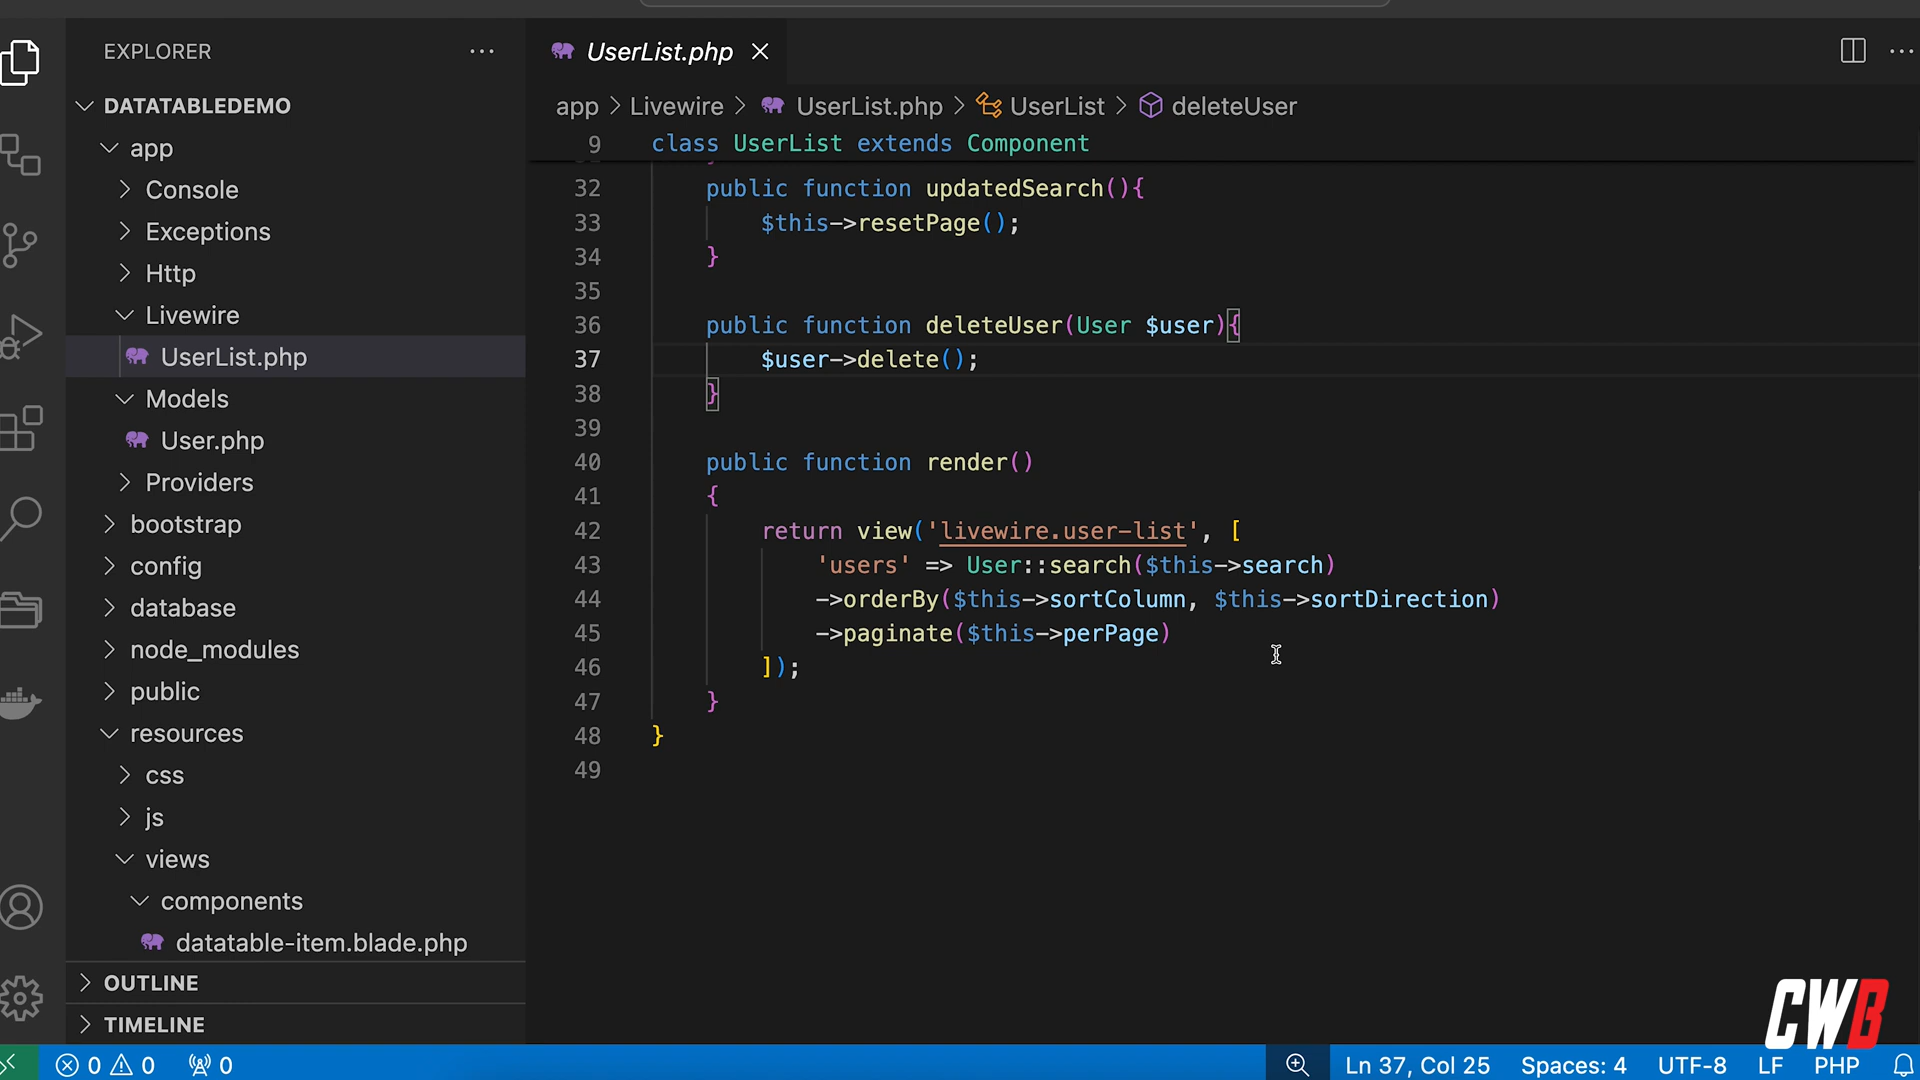 EXPLORER
DATATABLEDEMO
app
Console
Exceptions
Http
Livewire
UserList.php
Models
User.php
Providers
bootstrap
config
database
node_modules
public
resources
css
js
views
components
datatable-item.blade.php
OUTLINE
TIMELINE
UserList.php
app > Livewire > UserList.php > UserList > deleteUser
9 class UserList extends Component
32 public function updatedSearch(){
33 $this->resetPage();
34 }
35
36 public function deleteUser(User $user){
37 $user->delete();
38 }
39
40 public function render()
41 {
42 return view('livewire.user-list', [
43 'users' => User::search($this->search)
44 ->orderBy($this->sortColumn, $this->sortDirection)
45 ->paginate($this->perPage)
46 ]);
47 }
48 }
49
CWB
0 0 0 Ln 37, Col 25 Spaces: 4 UTF-8 LF PHP